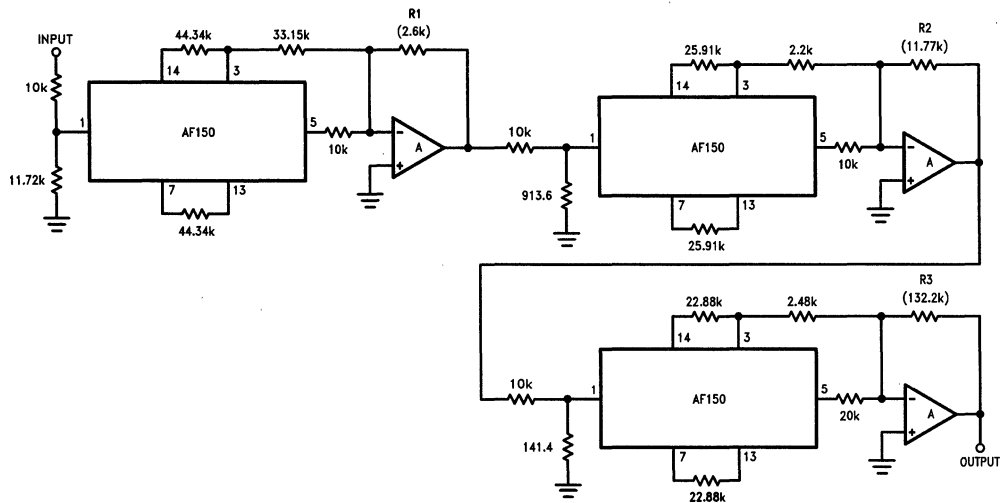 INPUT
10k
11.72k
1
44.34k
14
3
33.15k
R1
(2.6k)
AF150
5
10k
−
+
A
7
13
44.34k
10k
913.6
1
25.91k
14
3
2.2k
R2
(11.77k)
AF150
5
10k
−
+
A
7
13
25.91k
10k
141.4
1
22.88k
14
3
2.48k
R3
(132.2k)
AF150
5
20k
−
+
A
7
13
22.88k
OUTPUT